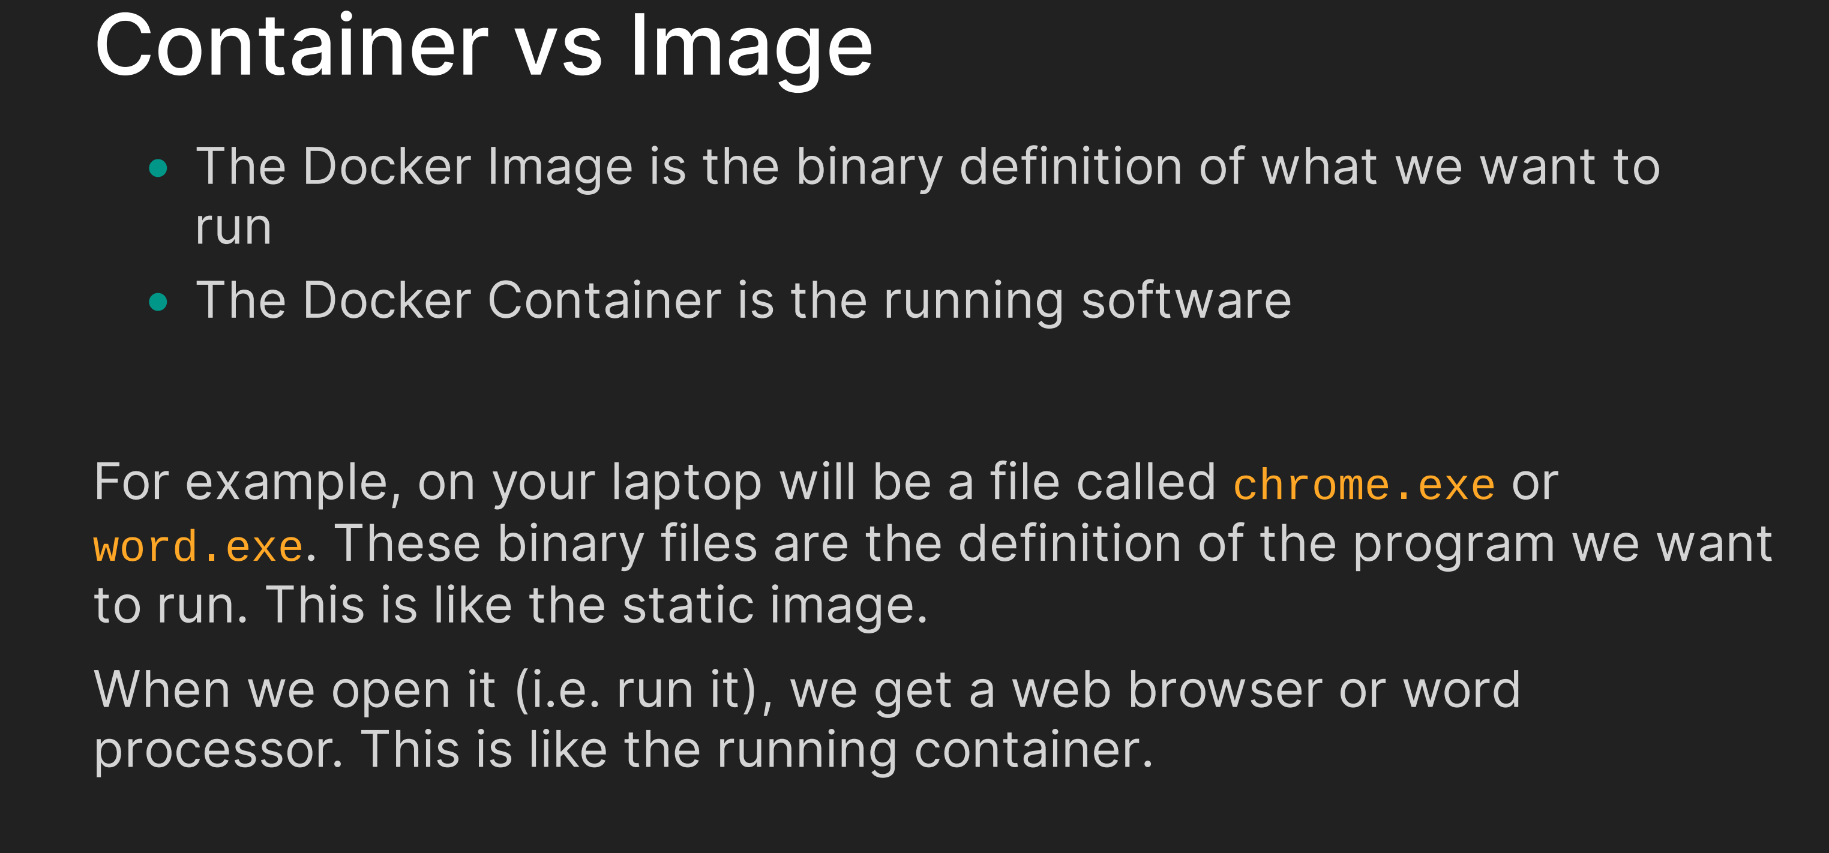 Container vs Image
The Docker Image is the binary definition of what we want to
run
The Docker Container is the running software
For example, on your laptop will be a file called chrome.exe or
word.exe. These binary files are the definition of the program we want
to run. This is like the static image.
When we open it (i.e. run it), we get a web browser or word
processor. This is like the running container.